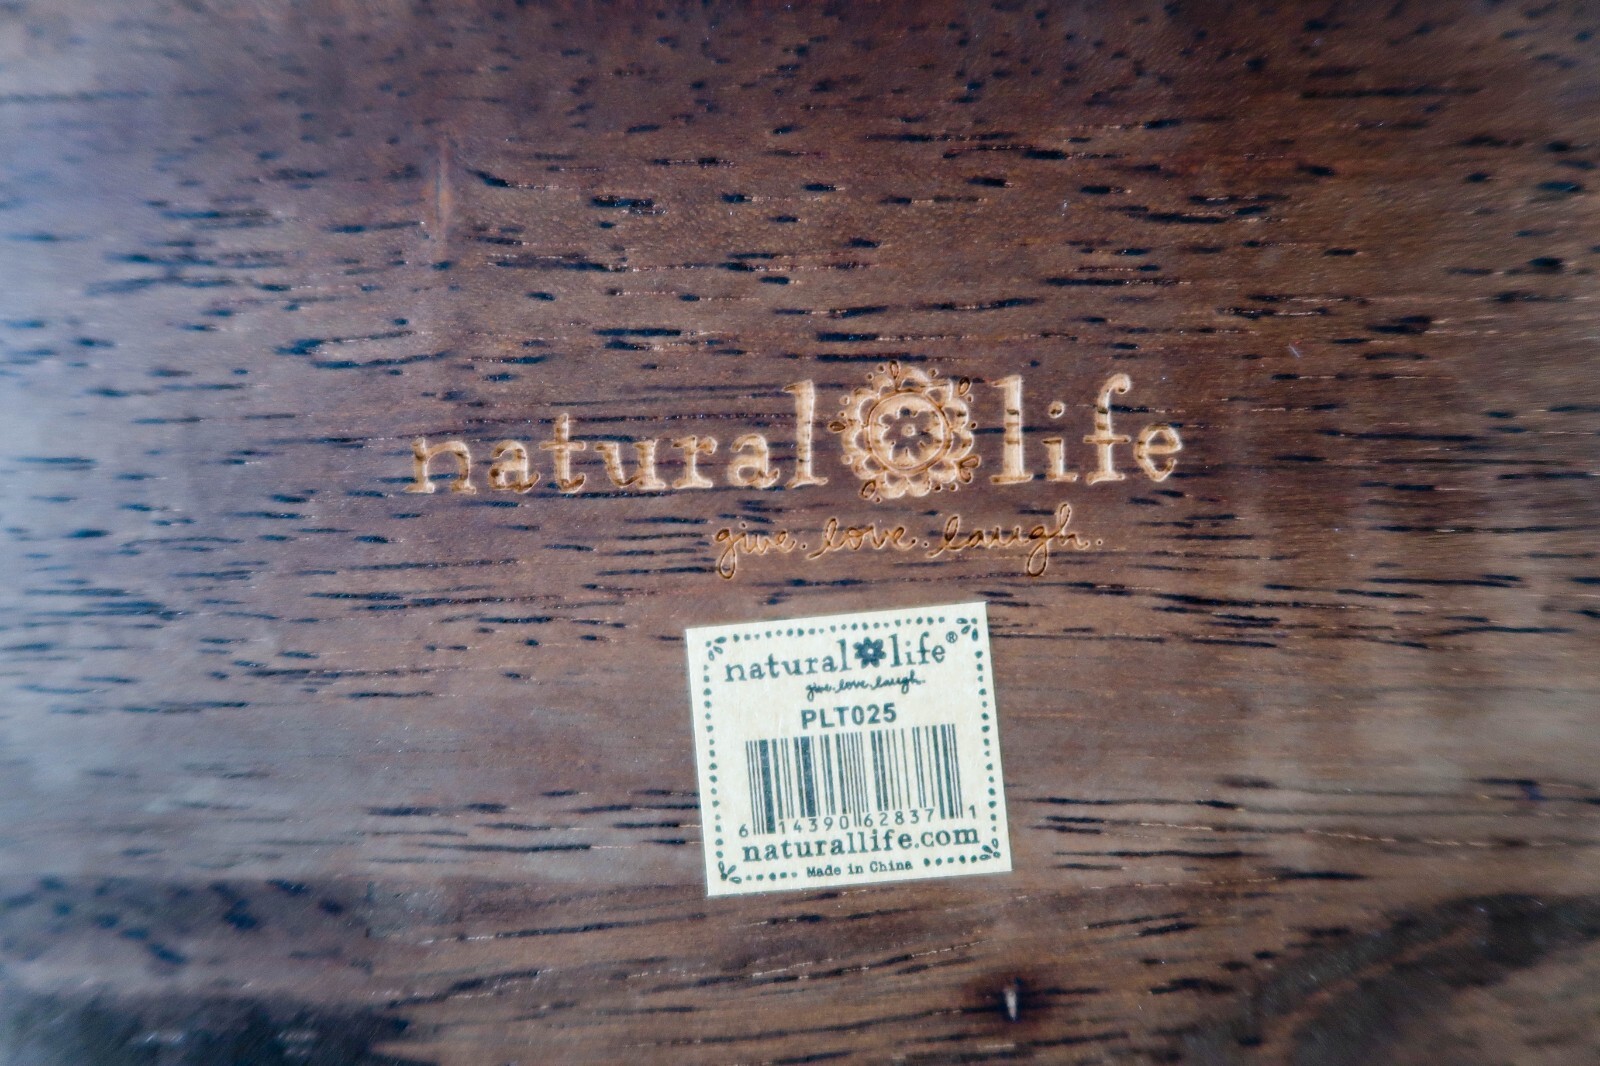 natural life
give.love.laugh.
natural life®
give.love.laugh.
PLT025
6 14390 62837 1
naturallife.com
Made in China